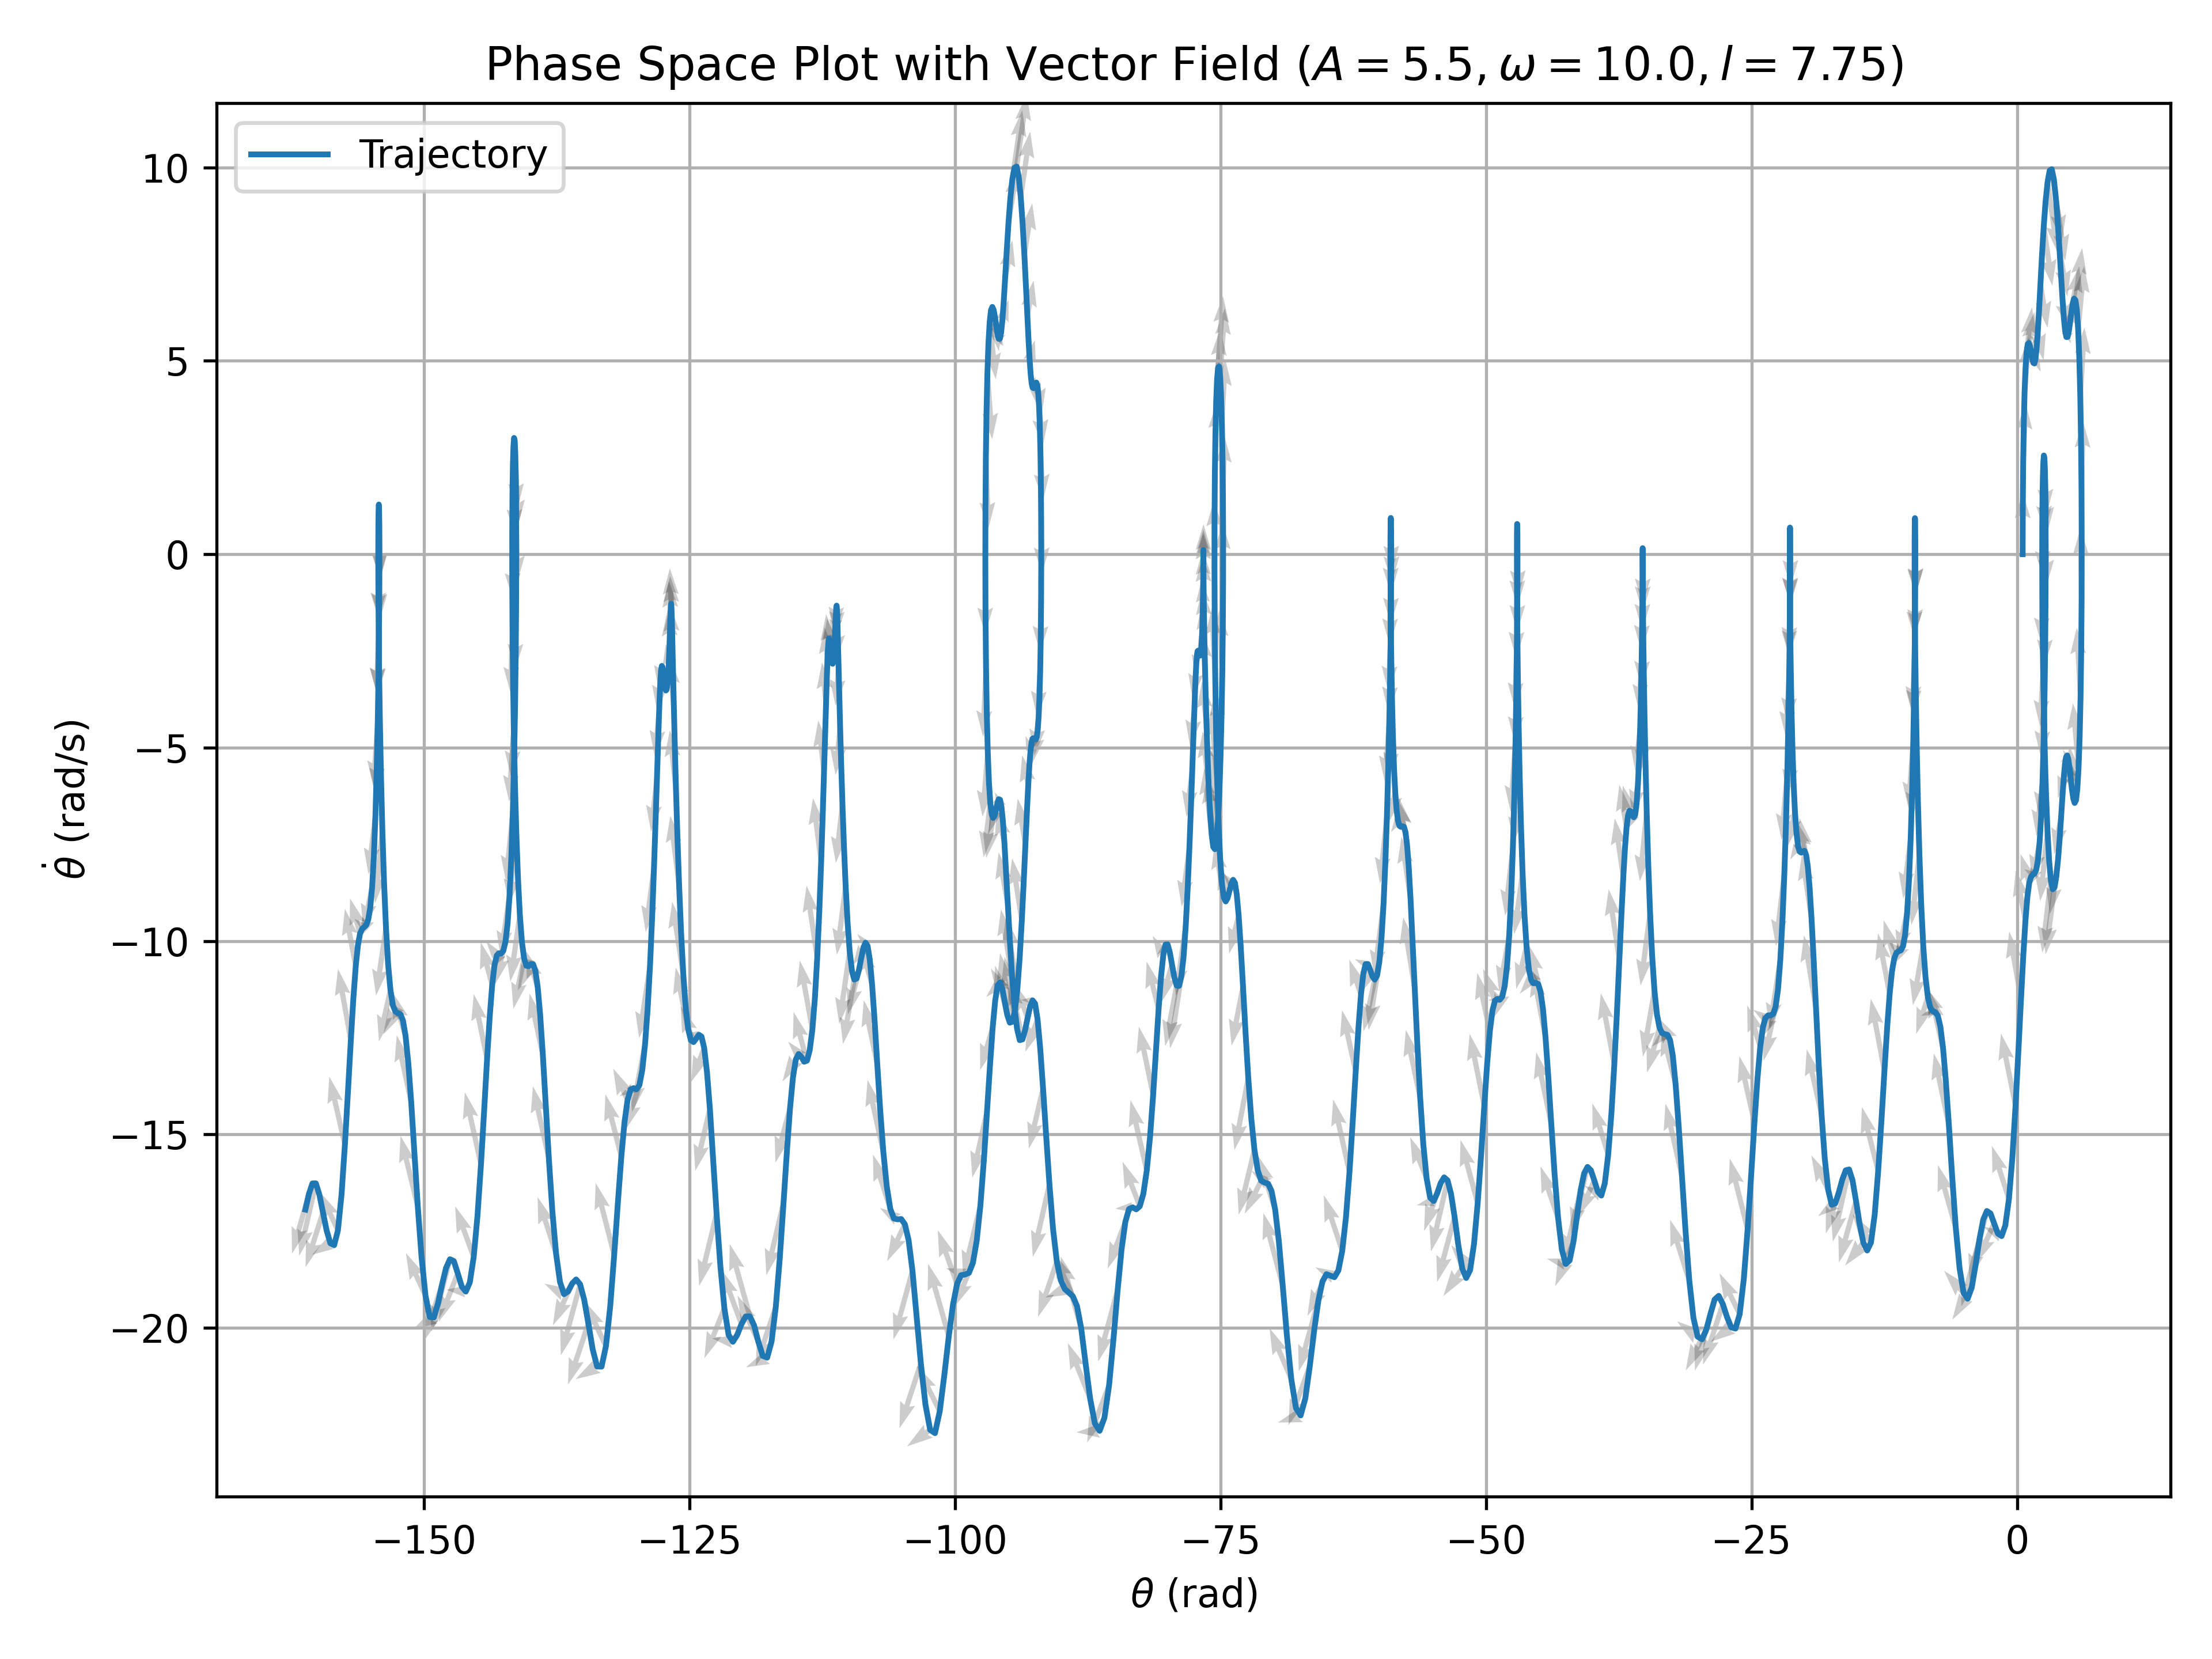 Phase Space Plot with Vector Field (A = 5.5, ω = 10.0, l = 7.75)
Trajectory
10
5
0
−5
−10
−15
−20
θ̇ (rad/s)
−150 −125 −100 −75 −50 −25 0
θ (rad)